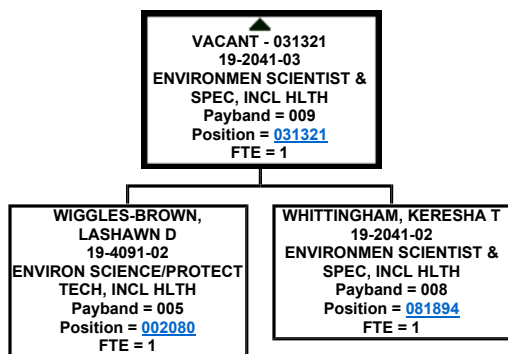 VACANT - 031321
19-2041-03
ENVIRONMEN SCIENTIST &
SPEC, INCL HLTH
Payband = 009
Position = 031321
FTE = 1
WIGGLES-BROWN,
LASHAWN D
19-4091-02
ENVIRON SCIENCE/PROTECT
TECH, INCL HLTH
Payband = 005
Position = 002080
FTE = 1
WHITTINGHAM, KERESHA T
19-2041-02
ENVIRONMEN SCIENTIST &
SPEC, INCL HLTH
Payband = 008
Position = 081894
FTE = 1